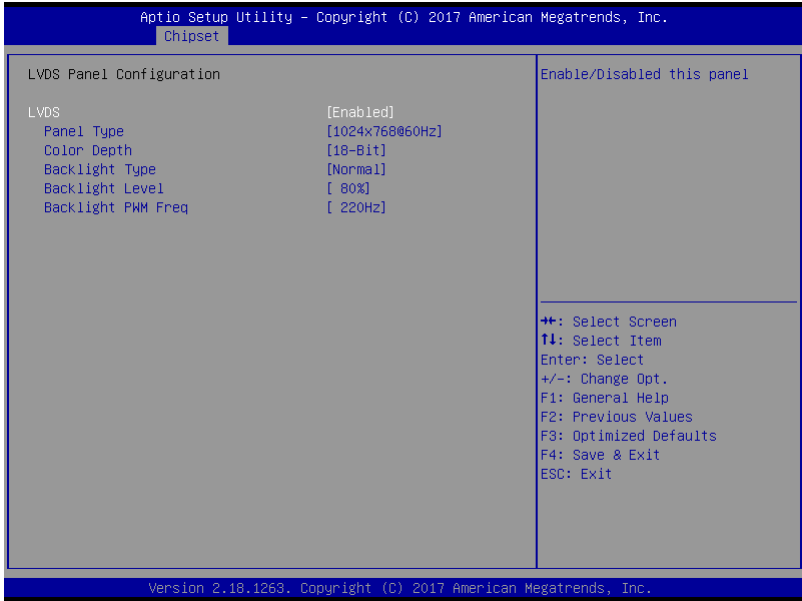 Aptio Setup Utility – Copyright (C) 2017 American Megatrends, Inc.
Chipset
LVDS Panel Configuration
LVDS [Enabled]
Panel Type [1024x768@60Hz]
Color Depth [18-Bit]
Backlight Type [Normal]
Backlight Level [ 80%]
Backlight PWM Freq [ 220Hz]
Enable/Disabled this panel
→←: Select Screen
↑↓: Select Item
Enter: Select
+/-: Change Opt.
F1: General Help
F2: Previous Values
F3: Optimized Defaults
F4: Save & Exit
ESC: Exit
Version 2.18.1263. Copyright (C) 2017 American Megatrends, Inc.